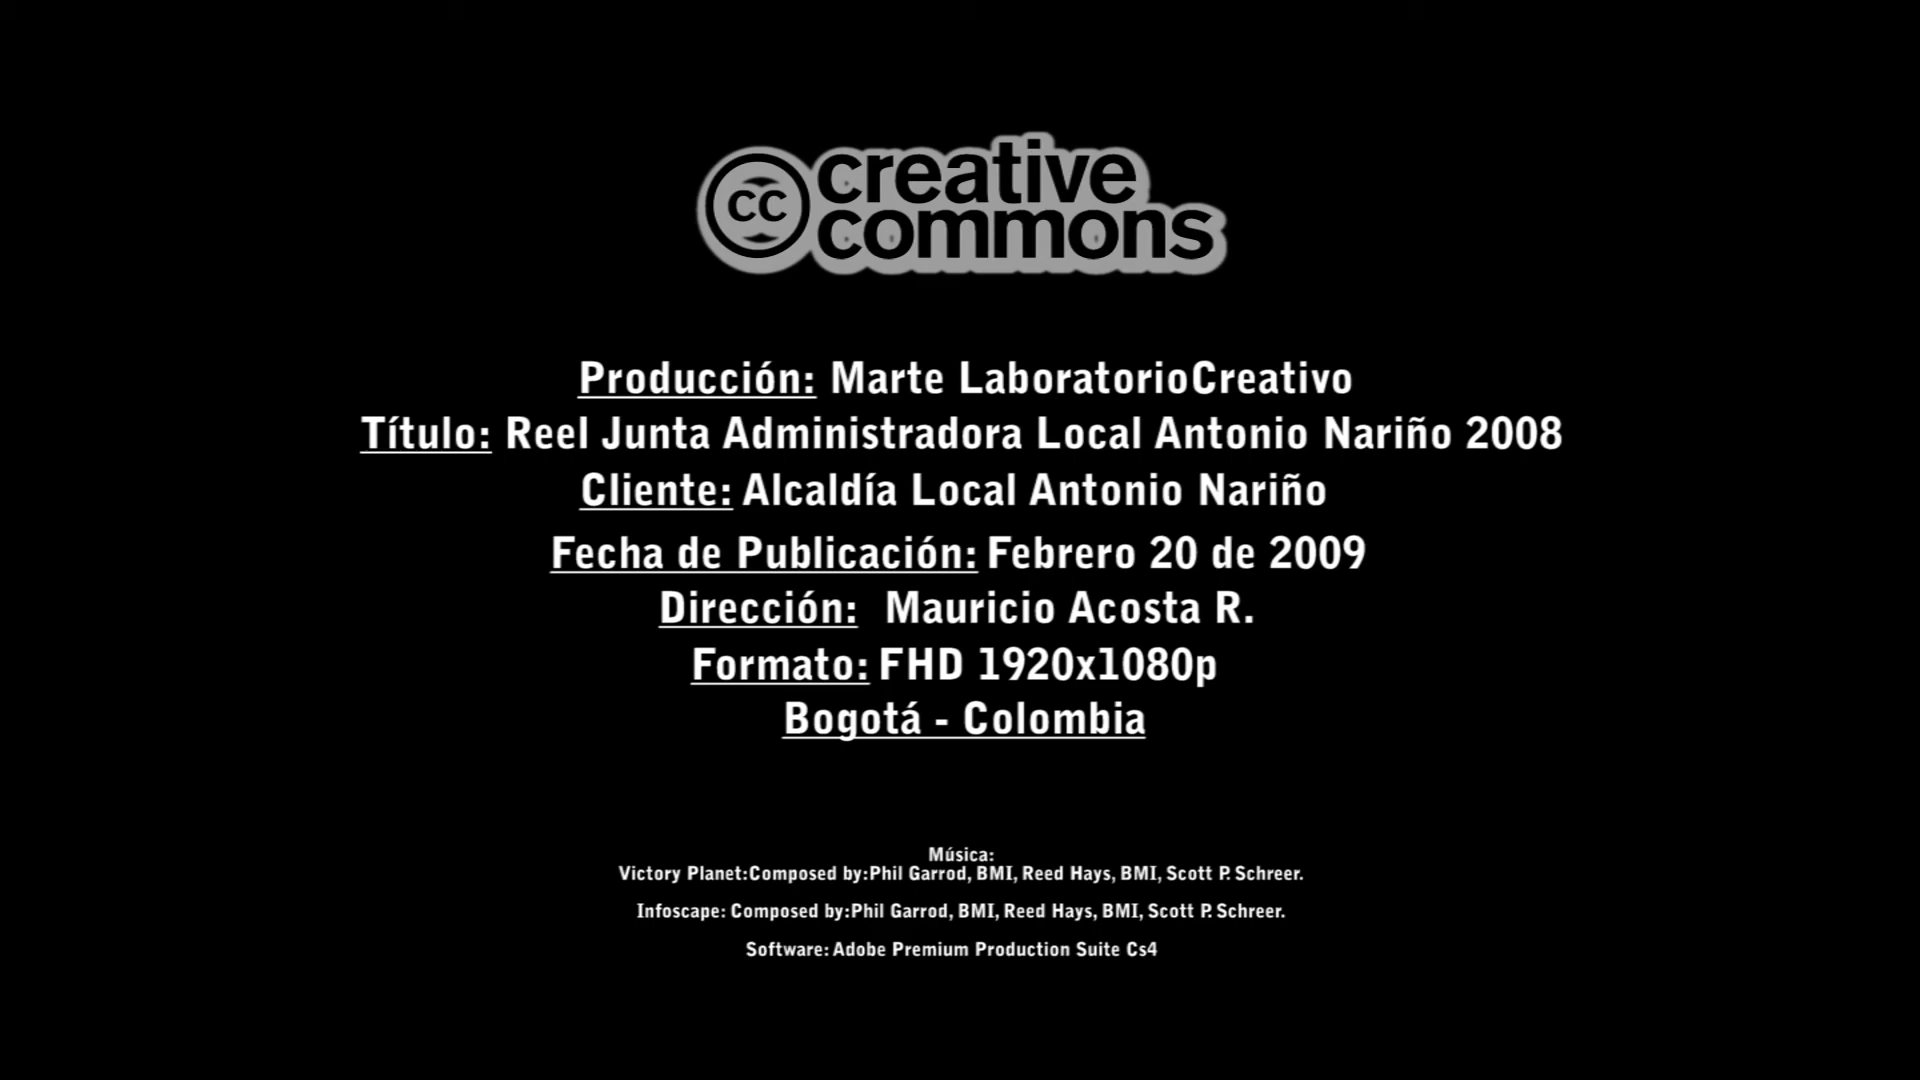 cc creative
commons
Producción: Marte LaboratorioCreativo
Título: Reel Junta Administradora Local Antonio Nariño 2008
Cliente: Alcaldía Local Antonio Nariño
Fecha de Publicación: Febrero 20 de 2009
Dirección: Mauricio Acosta R.
Formato: FHD 1920x1080p
Bogotá - Colombia
Música:
Victory Planet:Composed by:Phil Garrod, BMI, Reed Hays, BMI, Scott P. Schreer.
Infoscape: Composed by:Phil Garrod, BMI, Reed Hays, BMI, Scott P. Schreer.
Software: Adobe Premium Production Suite Cs4